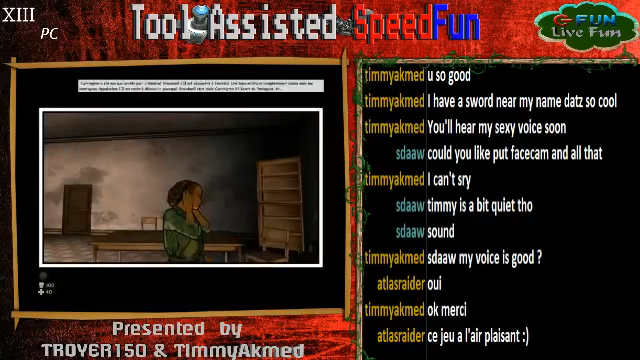 XIII
PC
Tool Assisted SpeedFun
G FUN
Live Fun
timmyakmed u so good
timmyakmed I have a sword near my name datz so cool
timmyakmed You'll hear my sexy voice soon
sdaaw could you like put facecam and all that
timmyakmed I can't sry
sdaaw timmy is a bit quiet tho
sdaaw sound
timmyakmed sdaaw my voice is good ?
atlasraider oui
timmyakmed ok merci
atlasraider ce jeu a l'air plaisant :)
Presented by
TROYER150 & TimmyAkmed